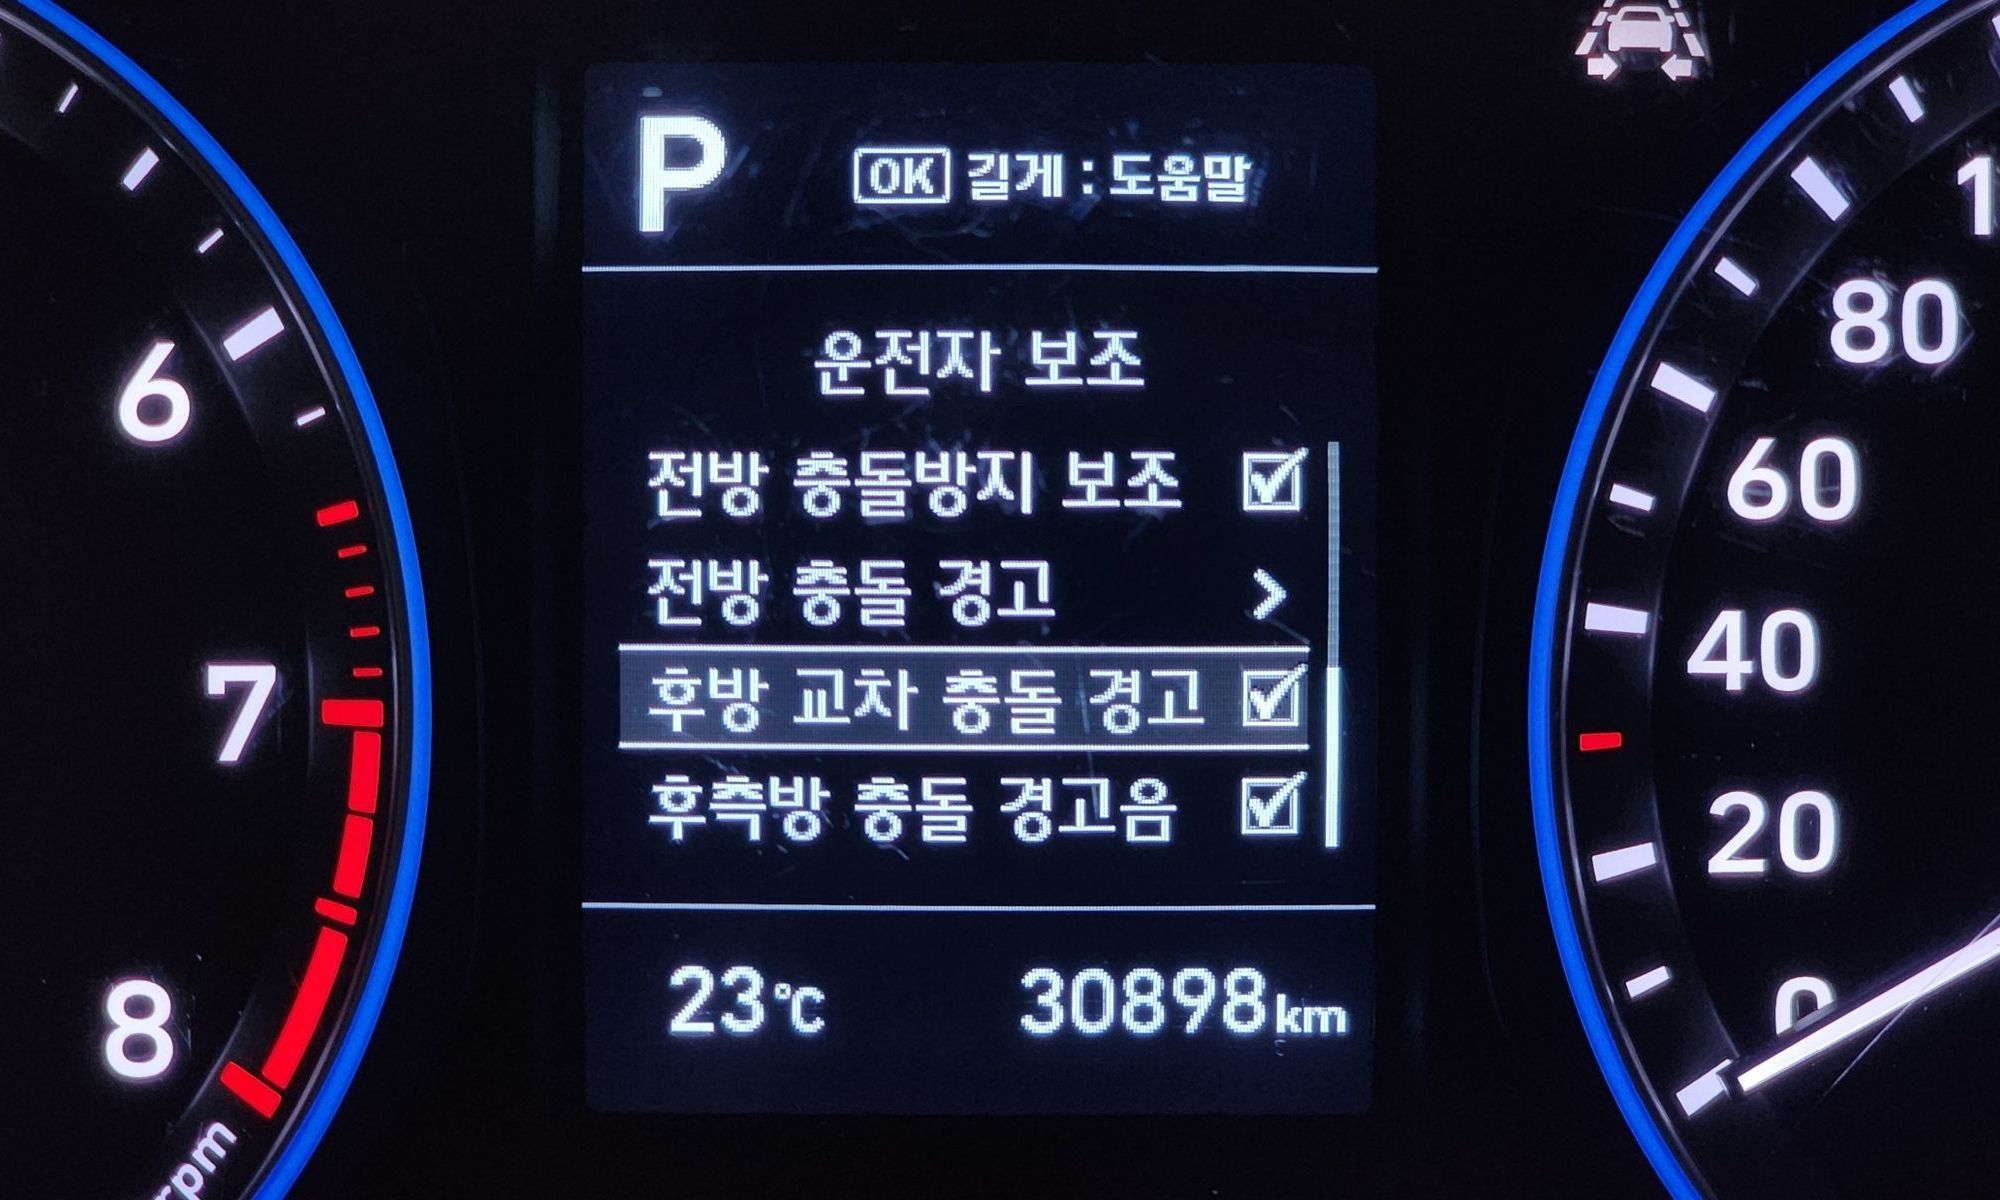 P
OK 길게 : 도움말
운전자 보조
전방 충돌방지 보조
전방 충돌 경고 >
후방 교차 충돌 경고
후측방 충돌 경고음
23°C 30898km
6
7
8
rpm
80
60
40
20
0